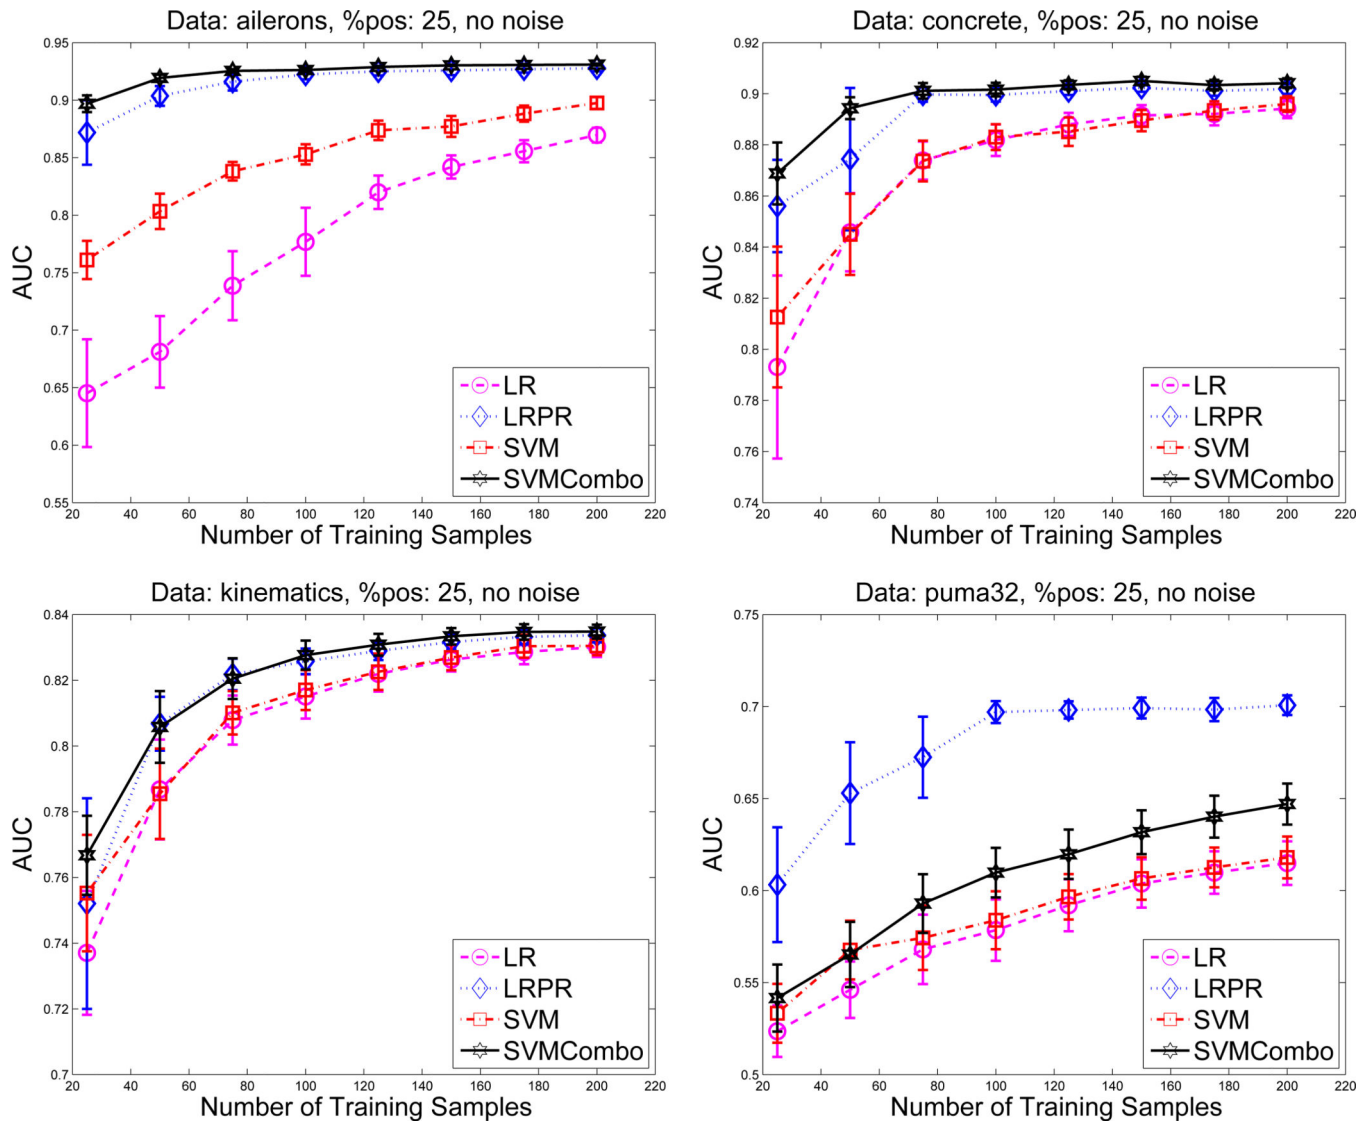 Data: ailerons, %pos: 25, no noise
AUC
0.95
0.9
0.85
0.8
0.75
0.7
0.65
0.6
0.55
20 40 60 80 100 120 140 160 180 200 220
Number of Training Samples
LR
LRPR
SVM
SVMCombo
Data: concrete, %pos: 25, no noise
AUC
0.92
0.9
0.88
0.86
0.84
0.82
0.8
0.78
0.76
0.74
20 40 60 80 100 120 140 160 180 200 220
Number of Training Samples
LR
LRPR
SVM
SVMCombo
Data: kinematics, %pos: 25, no noise
AUC
0.84
0.82
0.8
0.78
0.76
0.74
0.72
0.7
20 40 60 80 100 120 140 160 180 200 220
Number of Training Samples
LR
LRPR
SVM
SVMCombo
Data: puma32, %pos: 25, no noise
AUC
0.75
0.7
0.65
0.6
0.55
0.5
20 40 60 80 100 120 140 160 180 200 220
Number of Training Samples
LR
LRPR
SVM
SVMCombo